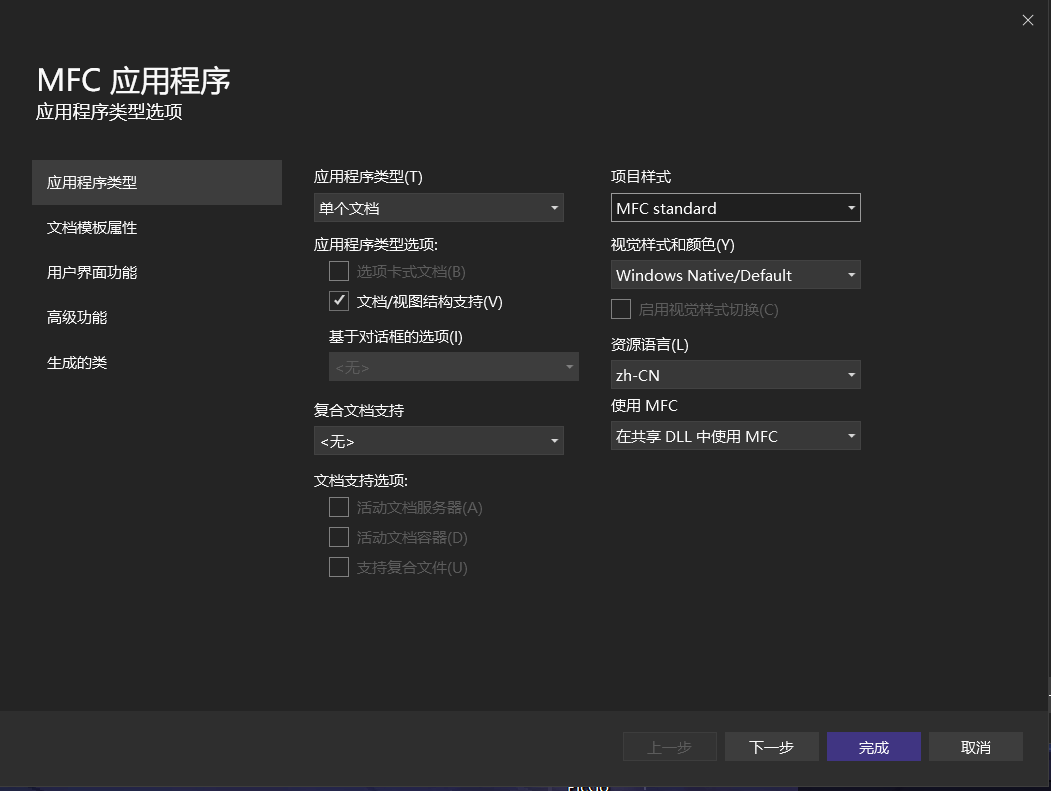 MFC 应用程序
应用程序类型选项
应用程序类型
文档模板属性
用户界面功能
高级功能
生成的类
应用程序类型(T)
单个文档
应用程序类型选项:
选项卡式文档(B)
文档/视图结构支持(V)
基于对话框的选项(I)
<无>
复合文档支持
<无>
文档支持选项:
活动文档服务器(A)
活动文档容器(D)
支持复合文件(U)
项目样式
MFC standard
视觉样式和颜色(Y)
Windows Native/Default
启用视觉样式切换(C)
资源语言(L)
zh-CN
使用 MFC
在共享 DLL 中使用 MFC
上一步
下一步
完成
取消